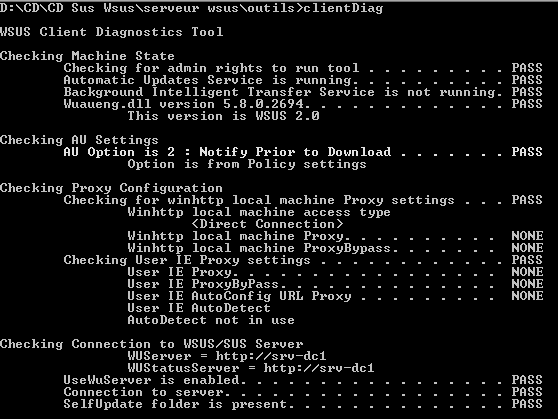 D:\CD\CD Sus Wsus\serveur wsus\outils>clientDiag
WSUS Client Diagnostics Tool
Checking Machine State
Checking for admin rights to run tool . . . . . . . . . PASS
Automatic Updates Service is running. . . . . . . . . . PASS
Background Intelligent Transfer Service is not running. PASS
Wuaueng.dll version 5.8.0.2694. . . . . . . . . . . . . PASS
This version is WSUS 2.0
Checking AU Settings
AU Option is 2 : Notify Prior to Download . . . . . . . PASS
Option is from Policy settings
Checking Proxy Configuration
Checking for winhttp local machine Proxy settings . . . PASS
Winhttp local machine access type
<Direct Connection>
Winhttp local machine Proxy. . . . . . . . . . NONE
Winhttp local machine ProxyBypass. . . . . . . NONE
Checking User IE Proxy settings . . . . . . . . . . . . PASS
User IE Proxy. . . . . . . . . . . . . . . . . NONE
User IE ProxyByPass. . . . . . . . . . . . . . NONE
User IE AutoConfig URL Proxy . . . . . . . . . NONE
User IE AutoDetect
AutoDetect not in use
Checking Connection to WSUS/SUS Server
WUServer = http://srv-dc1
WUStatusServer = http://srv-dc1
UseWuServer is enabled. . . . . . . . . . . . . . . . . PASS
Connection to server. . . . . . . . . . . . . . . . . . PASS
SelfUpdate folder is present. . . . . . . . . . . . . . PASS